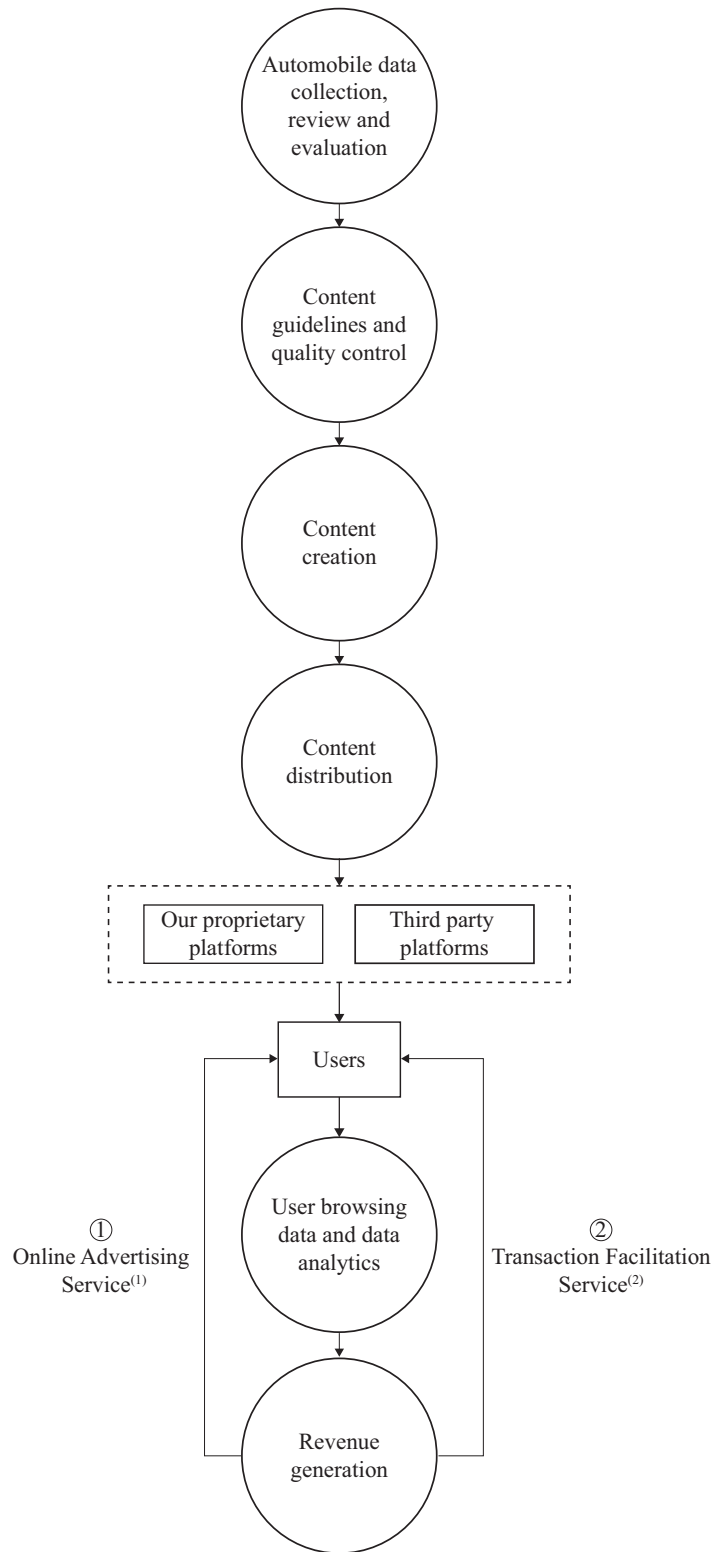 Automobile data
collection,
review and
evaluation
Content
guidelines and
quality control
Content
creation
Content
distribution
Our proprietary
platforms
Third party
platforms
Users
User browsing
data and data
analytics
①
Online Advertising
Service(1)
②
Transaction Facilitation
Service(2)
Revenue
generation